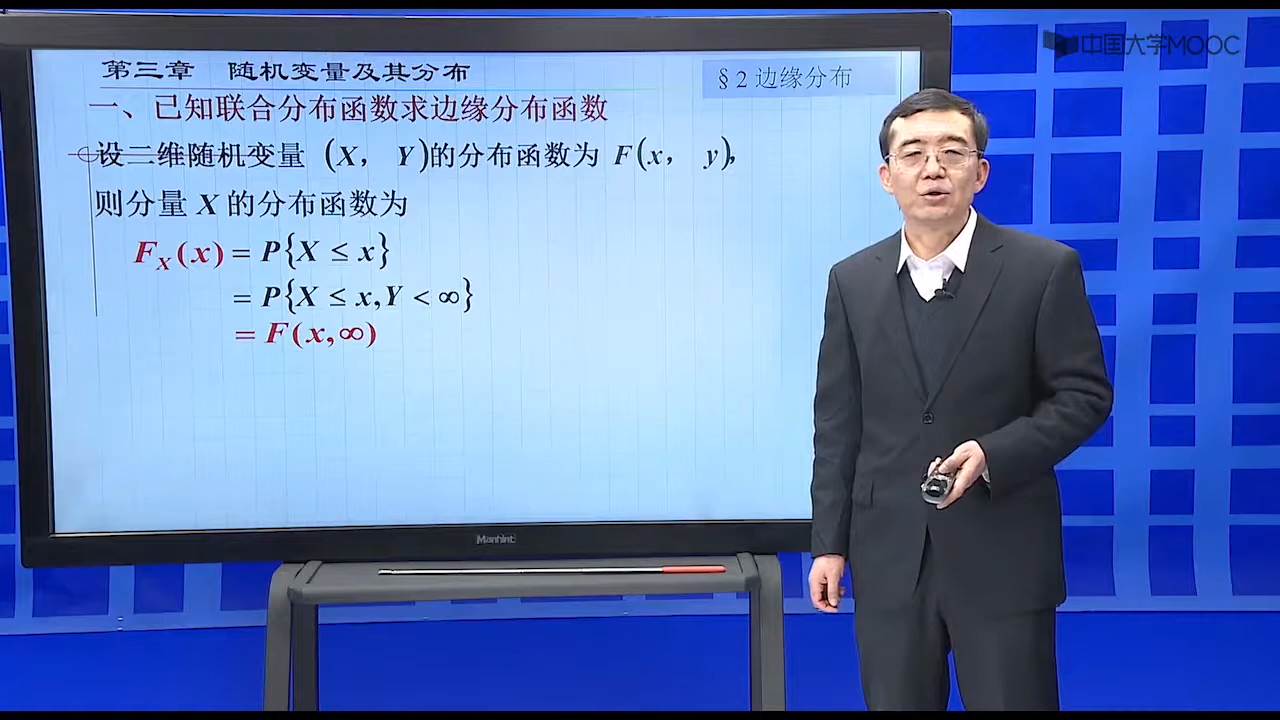 中国大学MOOC
第三章 随机变量及其分布
§2 边缘分布
一、已知联合分布函数求边缘分布函数
设二维随机变量 (X, Y)的分布函数为 F(x, y),
则分量 X 的分布函数为
F_X(x) = P{X ≤ x}
= P{X ≤ x, Y < ∞}
= F(x, ∞)
Manhint